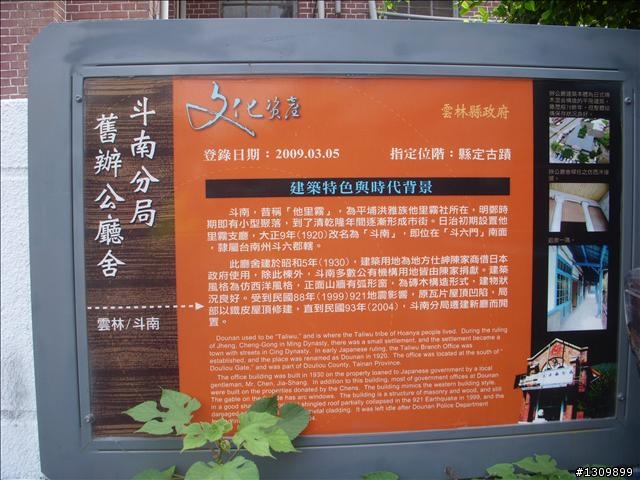 斗南分局
舊辦公廳舍
雲林/斗南
文化資產
雲林縣政府
登錄日期：2009.03.05
指定位階：縣定古蹟
建築特色與時代背景
斗南，昔稱「他里霧」，為平埔洪雅族他里霧社所在，明鄭時
期即有小型聚落，到了清乾隆年間逐漸形成市街。日治初期設置他
里霧支廳，大正9年(1920)改名為「斗南」，即位在「斗六門」南面
，隸屬台南州斗六郡轄。
此廳舍建於昭和5年(1930)，建築用地為地方仕紳陳家商借日本
政府使用，除此棟外，斗南多數公有機構用地皆由陳家捐獻。建築
風格為仿西洋風格，正面山牆有弧形窗，為磚木構造形式，建物狀
況良好。受到民國88年(1999)921地震影響，原瓦片屋頂凹陷，局
部以鐵皮屋頂修建，直到民國93年(2004)，斗南分局遷建新廳而閒
置。
Dounan used to be "Taliwu," and is where the Taliwu tribe of Hoanya people lived. During the ruling
of Jheng, Cheng-Gong in Ming Dynasty, there was a small settlement, and the settlement became a
town with streets in Cing Dynasty. In early Japanese ruling, the Taliwu Branch Office was
established, and the place was renamed as Dounan in 1920. The office was located at the south of "
Douliou Gate," and was part of Douliou County, Tainan Province.
The office building was built in 1930 on the property loaned to Japanese government by a local
gentleman, Mr. Chen, Jia-Shang. In addition to this building, most of government offices at Dounan
were built on the properties donated by the Chens. The building mimics the western building style.
The gable on the
has arc windows. The building is a structure of masonry and wood, and still
in a good
shingled roof partially collapsed in the 921 Earthquake in 1999, and the
damaged
metal cladding. It was left idle after Dounan Police Department
2004.
#1309899